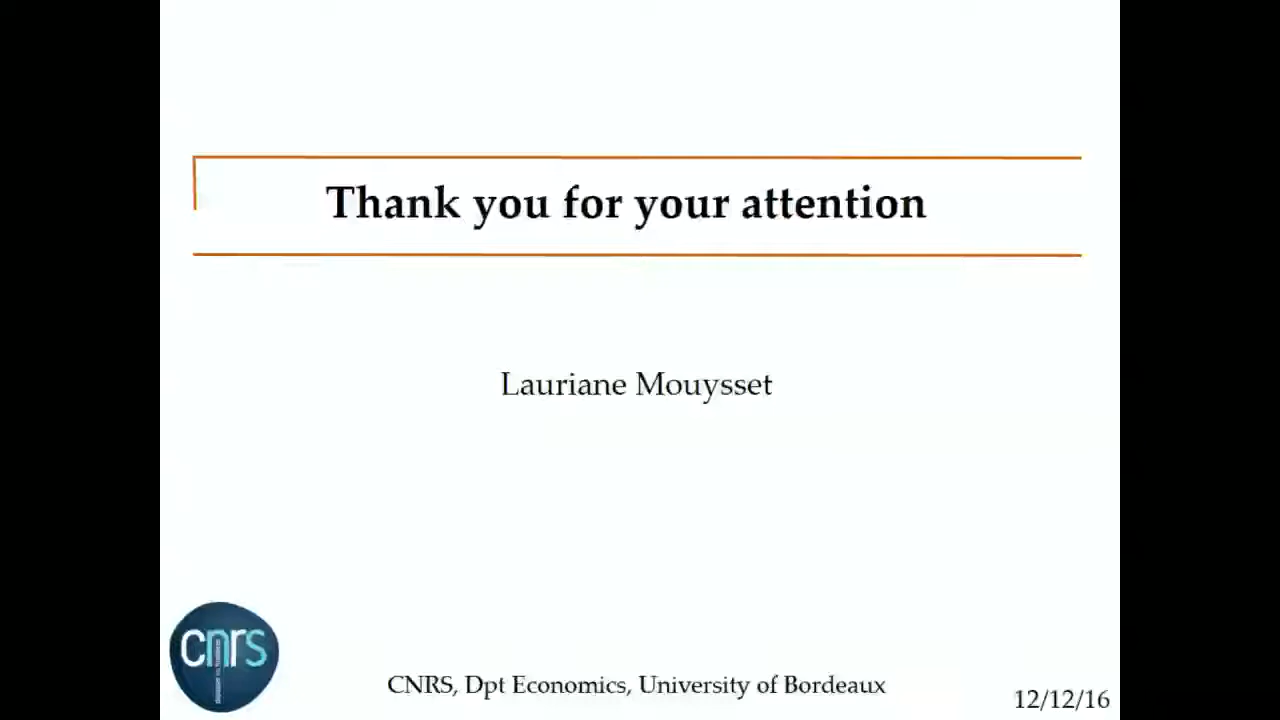 Thank you for your attention
Lauriane Mouysset
cnrs
CNRS, Dpt Economics, University of Bordeaux
12/12/16